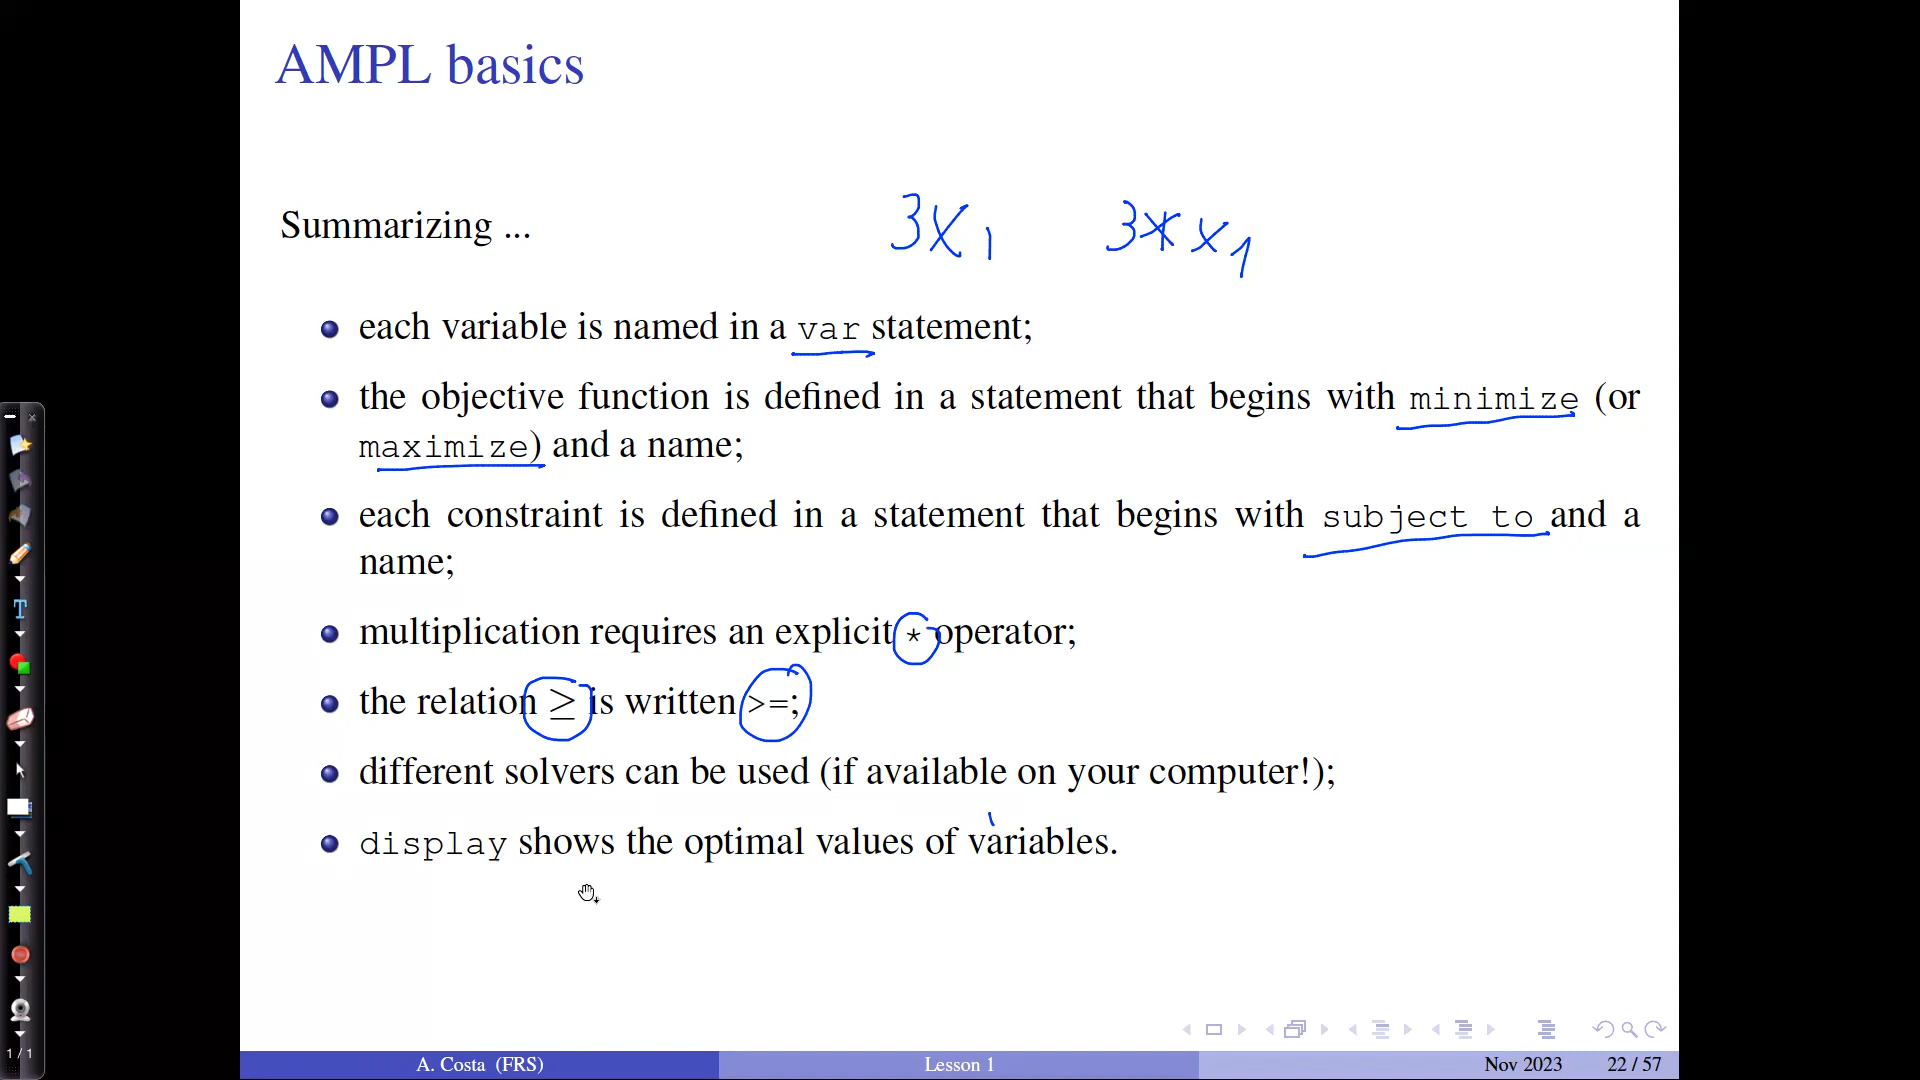 AMPL basics
Summarizing ...
3x₁ 3*x₁
each variable is named in a var statement;
the objective function is defined in a statement that begins with minimize (or
maximize) and a name;
each constraint is defined in a statement that begins with subject to and a
name;
multiplication requires an explicit * operator;
the relation ≥ is written >=;
different solvers can be used (if available on your computer!);
display shows the optimal values of variables.
T
1 / 1
A. Costa (FRS) Lesson 1 Nov 2023 22 / 57